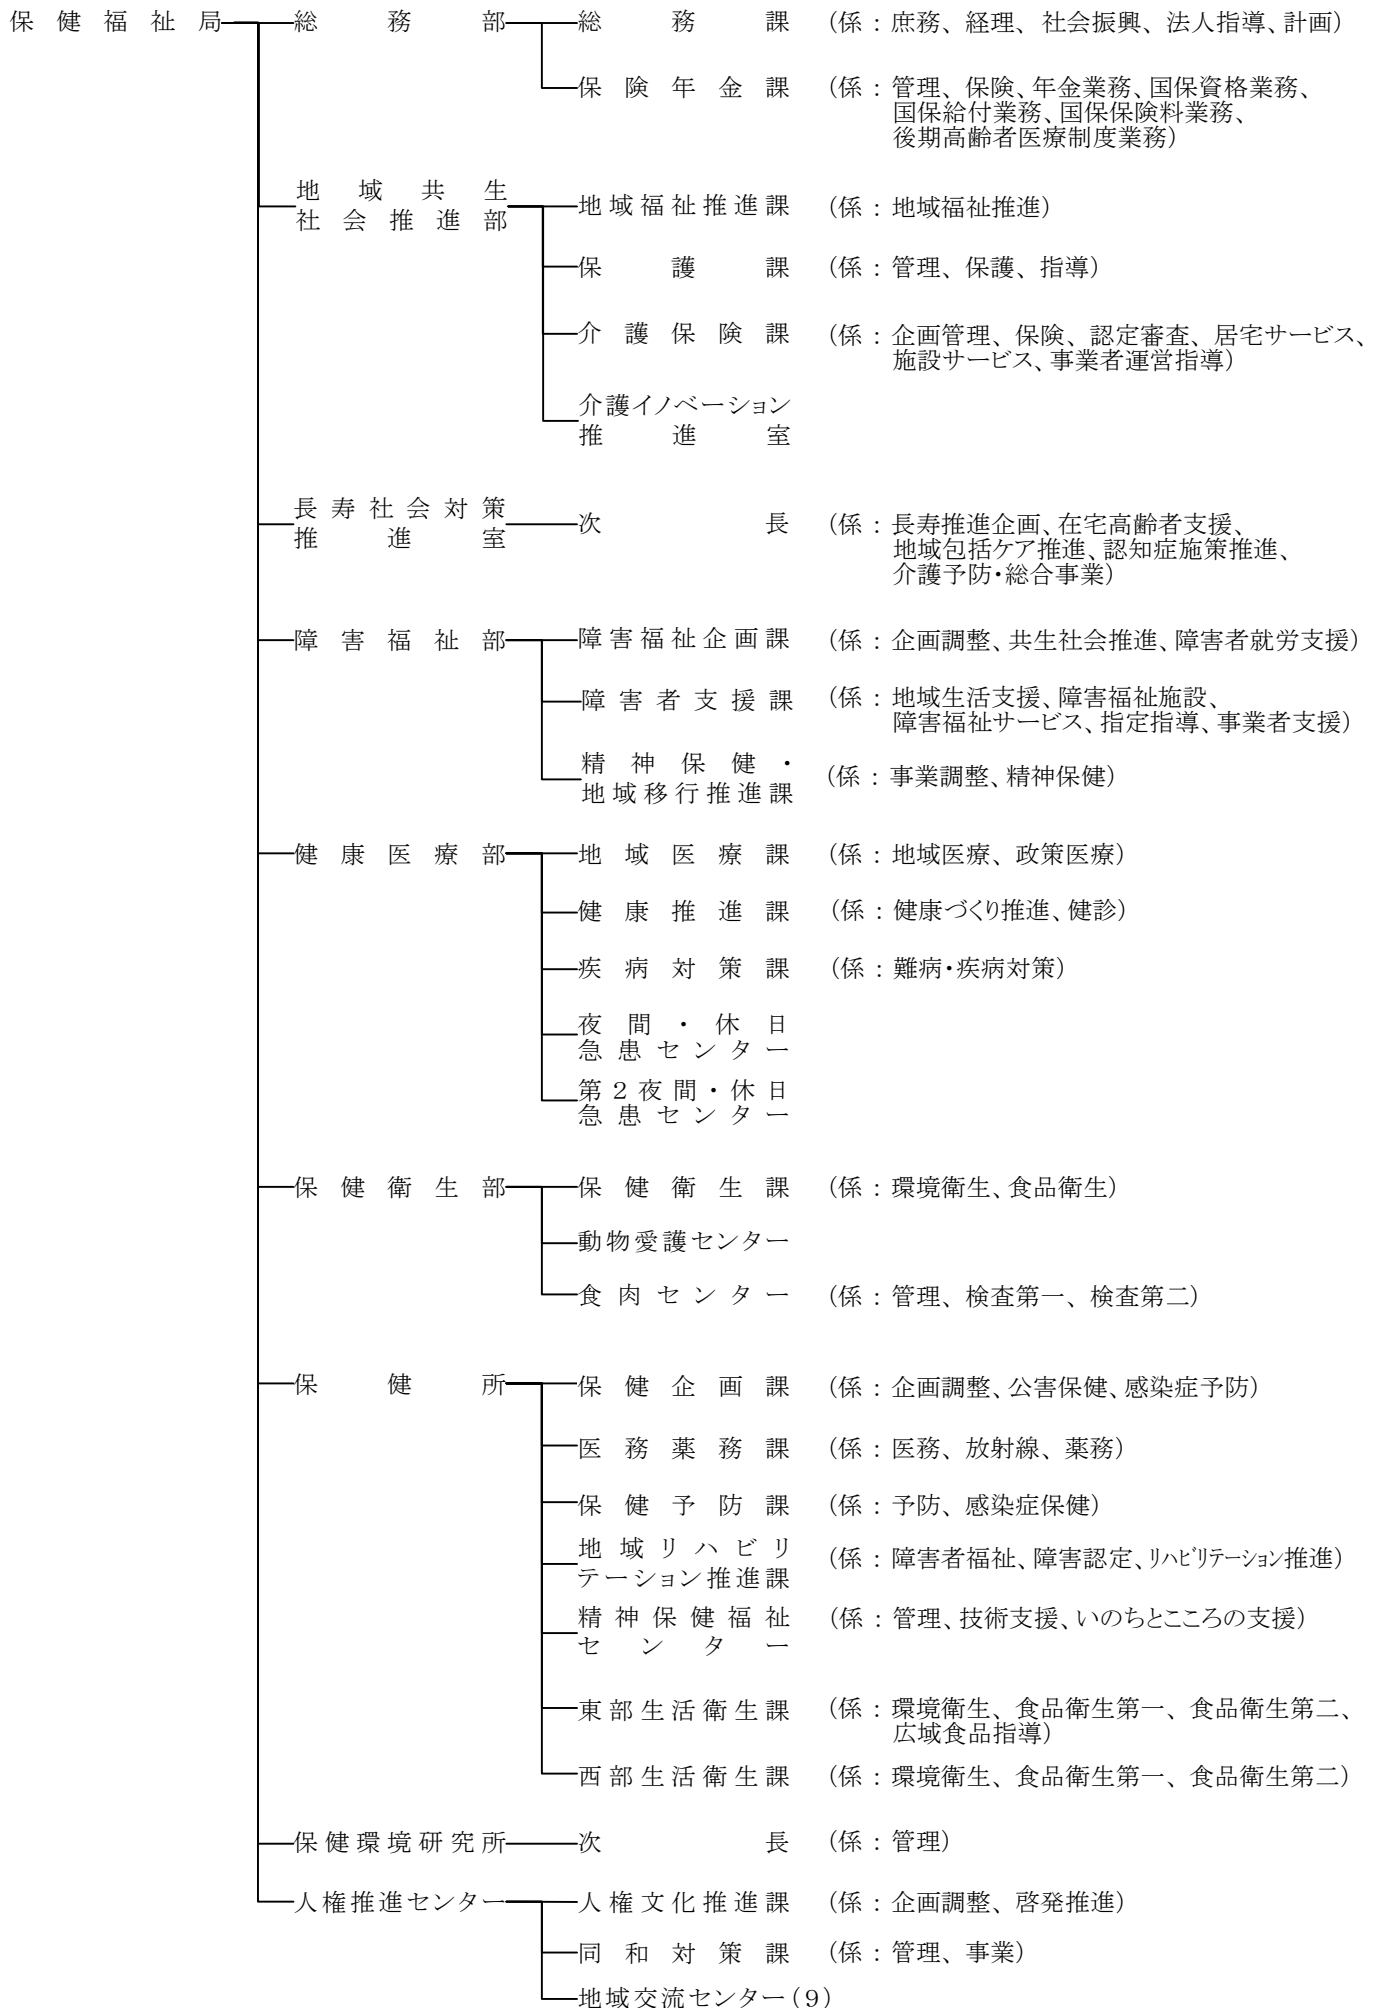 保健福祉局 総務部 総務課 (係：庶務、経理、社会振興、法人指導、計画)
保険年金課 (係：管理、保険、年金業務、国保資格業務、
国保給付業務、国保保険料業務、
後期高齢者医療制度業務)
地域共生
社会推進部
地域福祉推進課 (係：地域福祉推進)
保護課 (係：管理、保護、指導)
介護保険課 (係：企画管理、保険、認定審査、居宅サービス、
施設サービス、事業者運営指導)
介護イノベーション
推進室
長寿社会対策
推進室
次長 (係：長寿推進企画、在宅高齢者支援、
地域包括ケア推進、認知症施策推進、
介護予防・総合事業)
障害福祉部 障害福祉企画課 (係：企画調整、共生社会推進、障害者就労支援)
障害者支援課 (係：地域生活支援、障害福祉施設、
障害福祉サービス、指定指導、事業者支援)
精神保健・
地域移行推進課
(係：事業調整、精神保健)
健康医療部 地域医療課 (係：地域医療、政策医療)
健康推進課 (係：健康づくり推進、健診)
疾病対策課 (係：難病・疾病対策)
夜間・休日
急患センター
第２夜間・休日
急患センター
保健衛生部 保健衛生課 (係：環境衛生、食品衛生)
動物愛護センター
食肉センター (係：管理、検査第一、検査第二)
保健所 保健企画課 (係：企画調整、公害保健、感染症予防)
医務薬務課 (係：医務、放射線、薬務)
保健予防課 (係：予防、感染症保健)
地域リハビリ
テーション推進課
(係：障害者福祉、障害認定、ﾘﾊﾋﾞﾘﾃｰｼｮﾝ推進)
精神保健福祉
センター
(係：管理、技術支援、いのちとこころの支援)
東部生活衛生課 (係：環境衛生、食品衛生第一、食品衛生第二、
広域食品指導)
西部生活衛生課 (係：環境衛生、食品衛生第一、食品衛生第二)
保健環境研究所 次長 (係：管理)
人権推進センター 人権文化推進課 (係：企画調整、啓発推進)
同和対策課 (係：管理、事業)
地域交流センター(９)